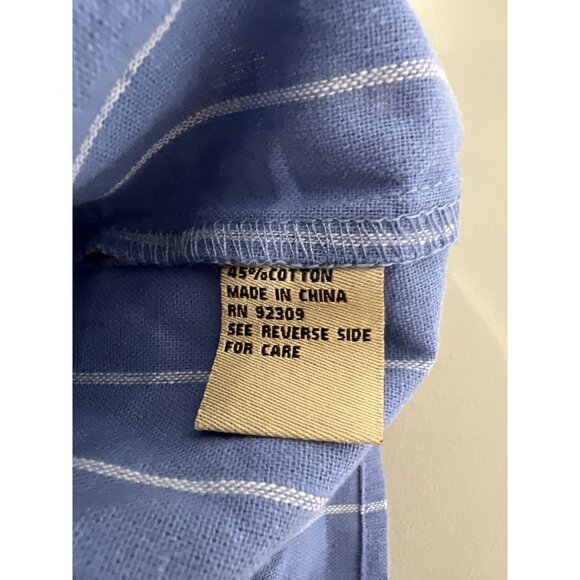 45%COTTON
MADE IN CHINA
RN 92309
SEE REVERSE SIDE
FOR CARE